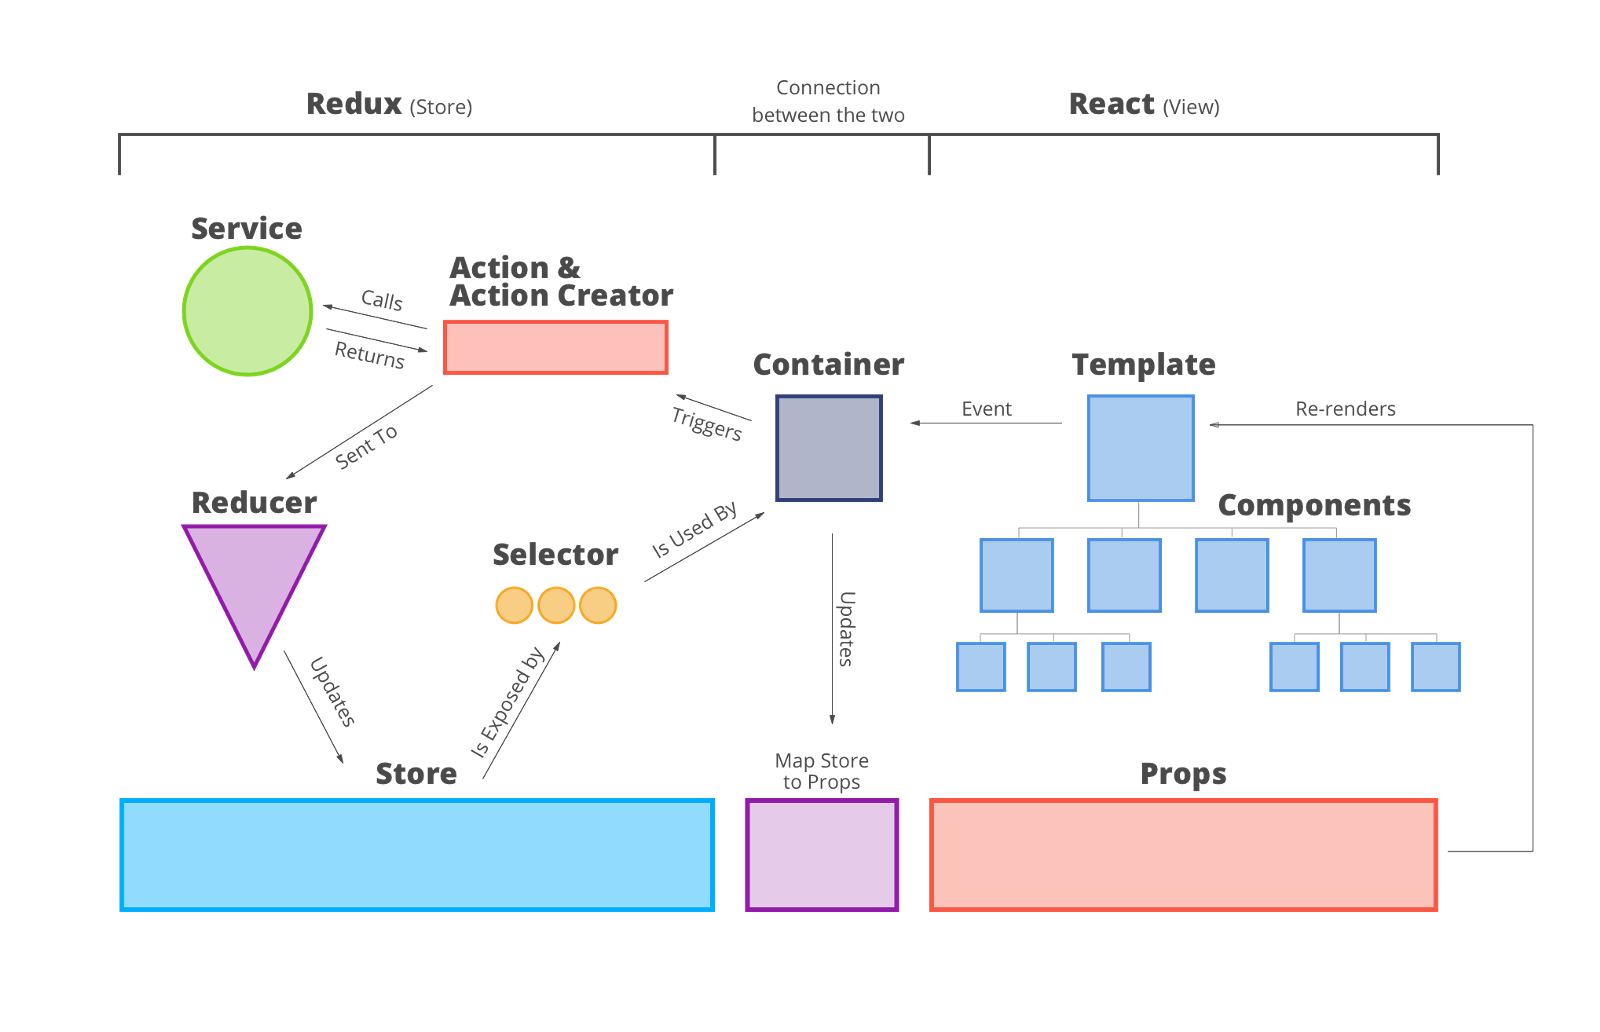 Redux (Store)
Connection
between the two
React (View)
Service
Action &
Action Creator
Calls
Returns
Container
Template
Triggers
Event
Re-renders
Sent To
Reducer
Selector
Is Used By
Components
Updates
Is Exposed by
Updates
Store
Map Store
to Props
Props